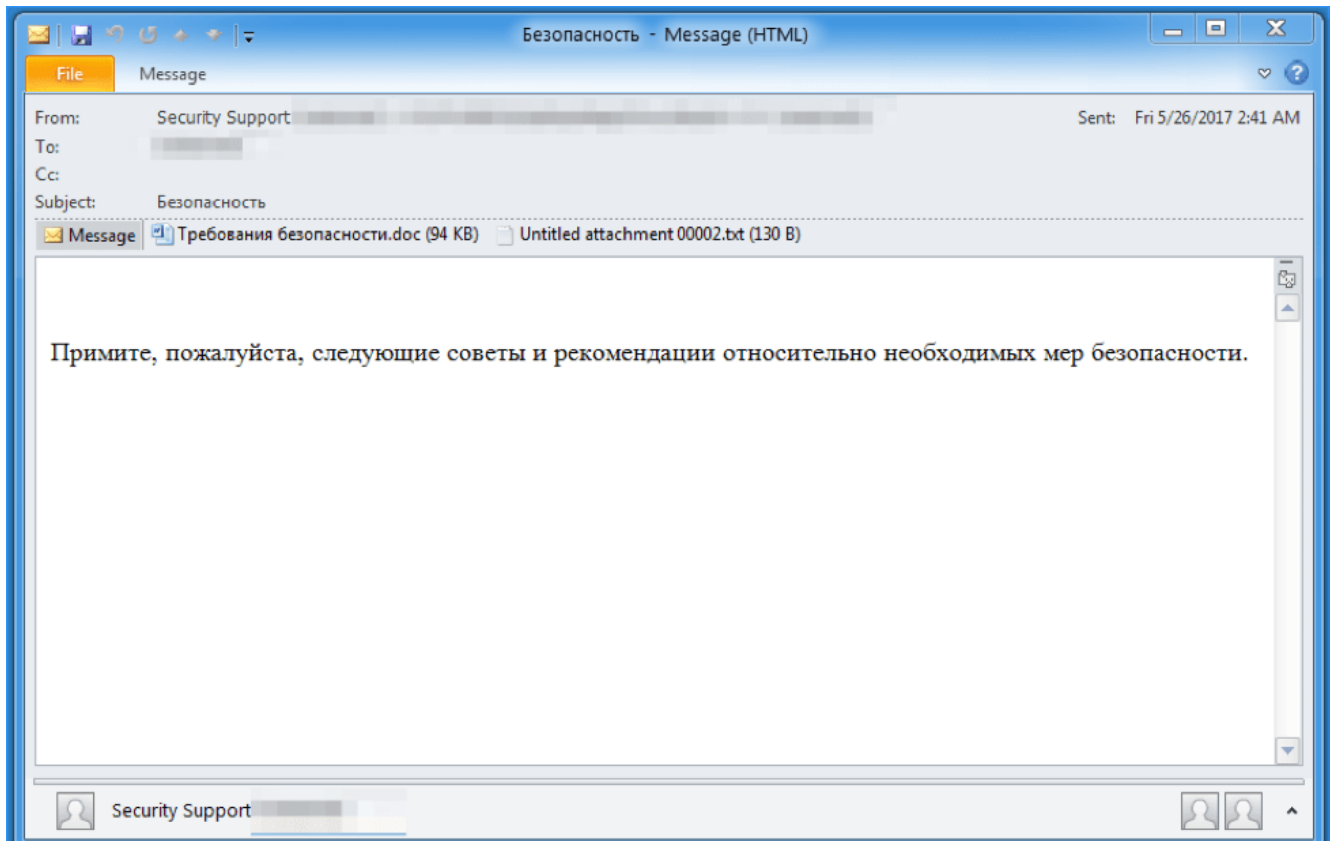 Безопасность - Message (HTML)
File Message
From: Security Support Sent: Fri 5/26/2017 2:41 AM
To:
Cc:
Subject: Безопасность
Message Требования безопасности.doc (94 KB) Untitled attachment 00002.txt (130 B)
Примите, пожалуйста, следующие советы и рекомендации относительно необходимых мер безопасности.
Security Support